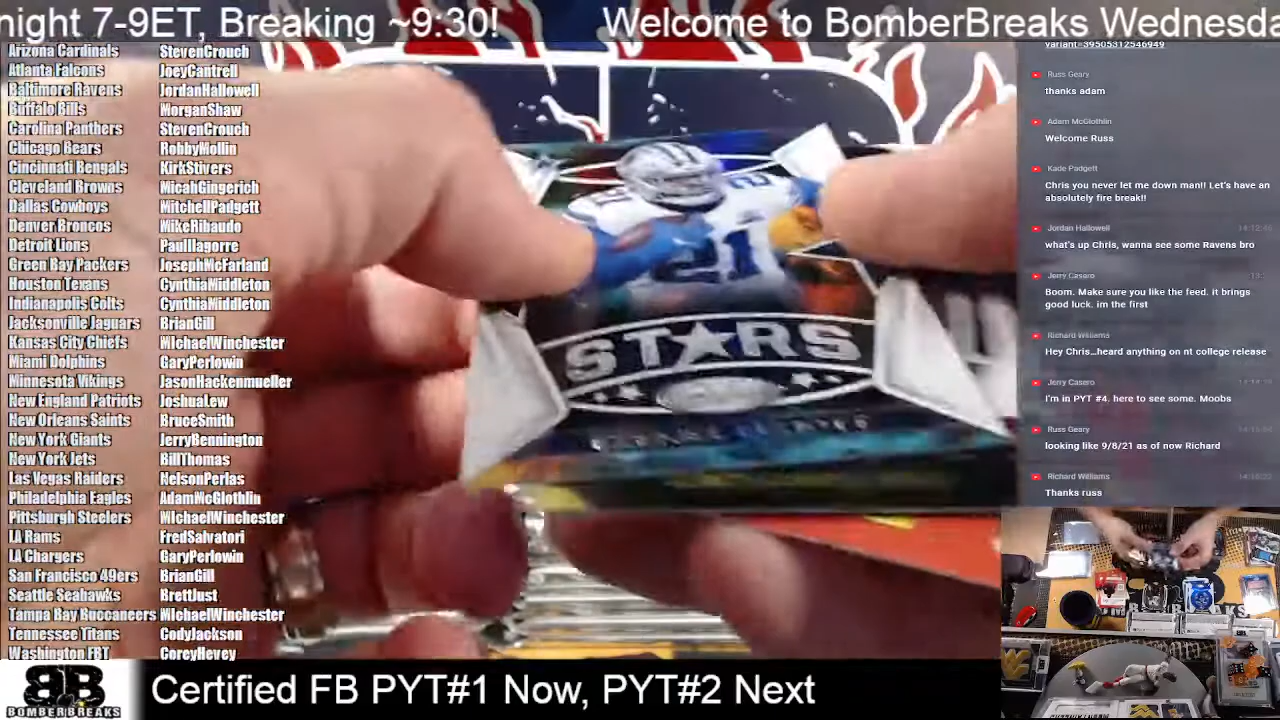 night 7-9ET, Breaking ~9:30!
Welcome to BomberBreaks Wednesda
Arizona Cardinals StevenCrouch
Atlanta Falcons JoeyCantrell
Baltimore Ravens JordanHallowell
Buffalo Bills MorganShaw
Carolina Panthers StevenCrouch
Chicago Bears RobbyMollin
Cincinnati Bengals KirkStivers
Cleveland Browns MicahGingerich
Dallas Cowboys MitchellPadgett
Denver Broncos MikeRibaudo
Detroit Lions PaulIlagorre
Green Bay Packers JosephMcFarland
Houston Texans CynthiaMiddleton
Indianapolis Colts CynthiaMiddleton
Jacksonville Jaguars BrianGill
Kansas City Chiefs MIchaelWinchester
Miami Dolphins GaryPerlowin
Minnesota Vikings JasonHackenmueller
New England Patriots JoshuaLew
New Orleans Saints BruceSmith
New York Giants JerryBennington
New York Jets BillThomas
Las Vegas Raiders NelsonPerlas
Philadelphia Eagles AdamMcGlothlin
Pittsburgh Steelers MIchaelWinchester
LA Rams FredSalvatori
LA Chargers GaryPerlowin
San Francisco 49ers BrianGill
Seattle Seahawks BrettJust
Tampa Bay Buccaneers MIchaelWinchester
Tennessee Titans CodyJackson
Washington FBT CoreyHevey
21
STARS
variant=39505312546949
Russ Geary
thanks adam
Adam McGlothlin
Welcome Russ
Kade Padgett
Chris you never let me down man!! Let's have an
absolutely fire break!!
Jordan Hallowell
what's up Chris, wanna see some Ravens bro
Jerry Casero
Boom. Make sure you like the feed. it brings
good luck. im the first
Richard Williams
Hey Chris...heard anything on nt college release
Jerry Casero
I'm in PYT #4. here to see some. Moobs
Russ Geary
looking like 9/8/21 as of now Richard
Richard Williams
Thanks russ
BB
BOMBERBREAKS
Certified FB PYT#1 Now, PYT#2 Next